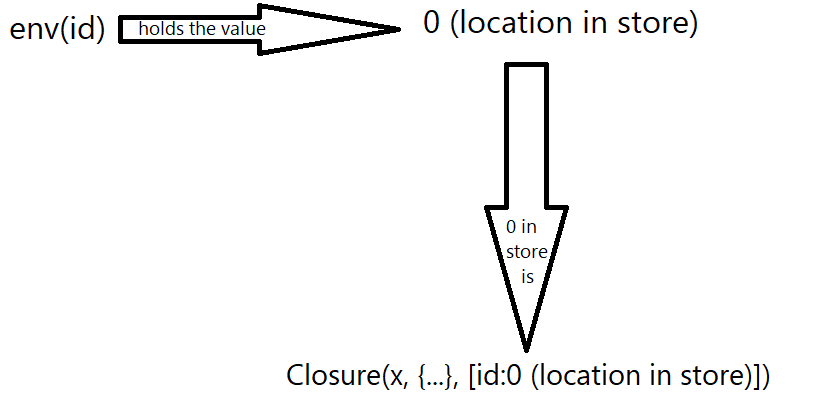 env(id)
holds the value
0 (location in store)
0 in
store
is
Closure(x, {...}, [id:0 (location in store)])